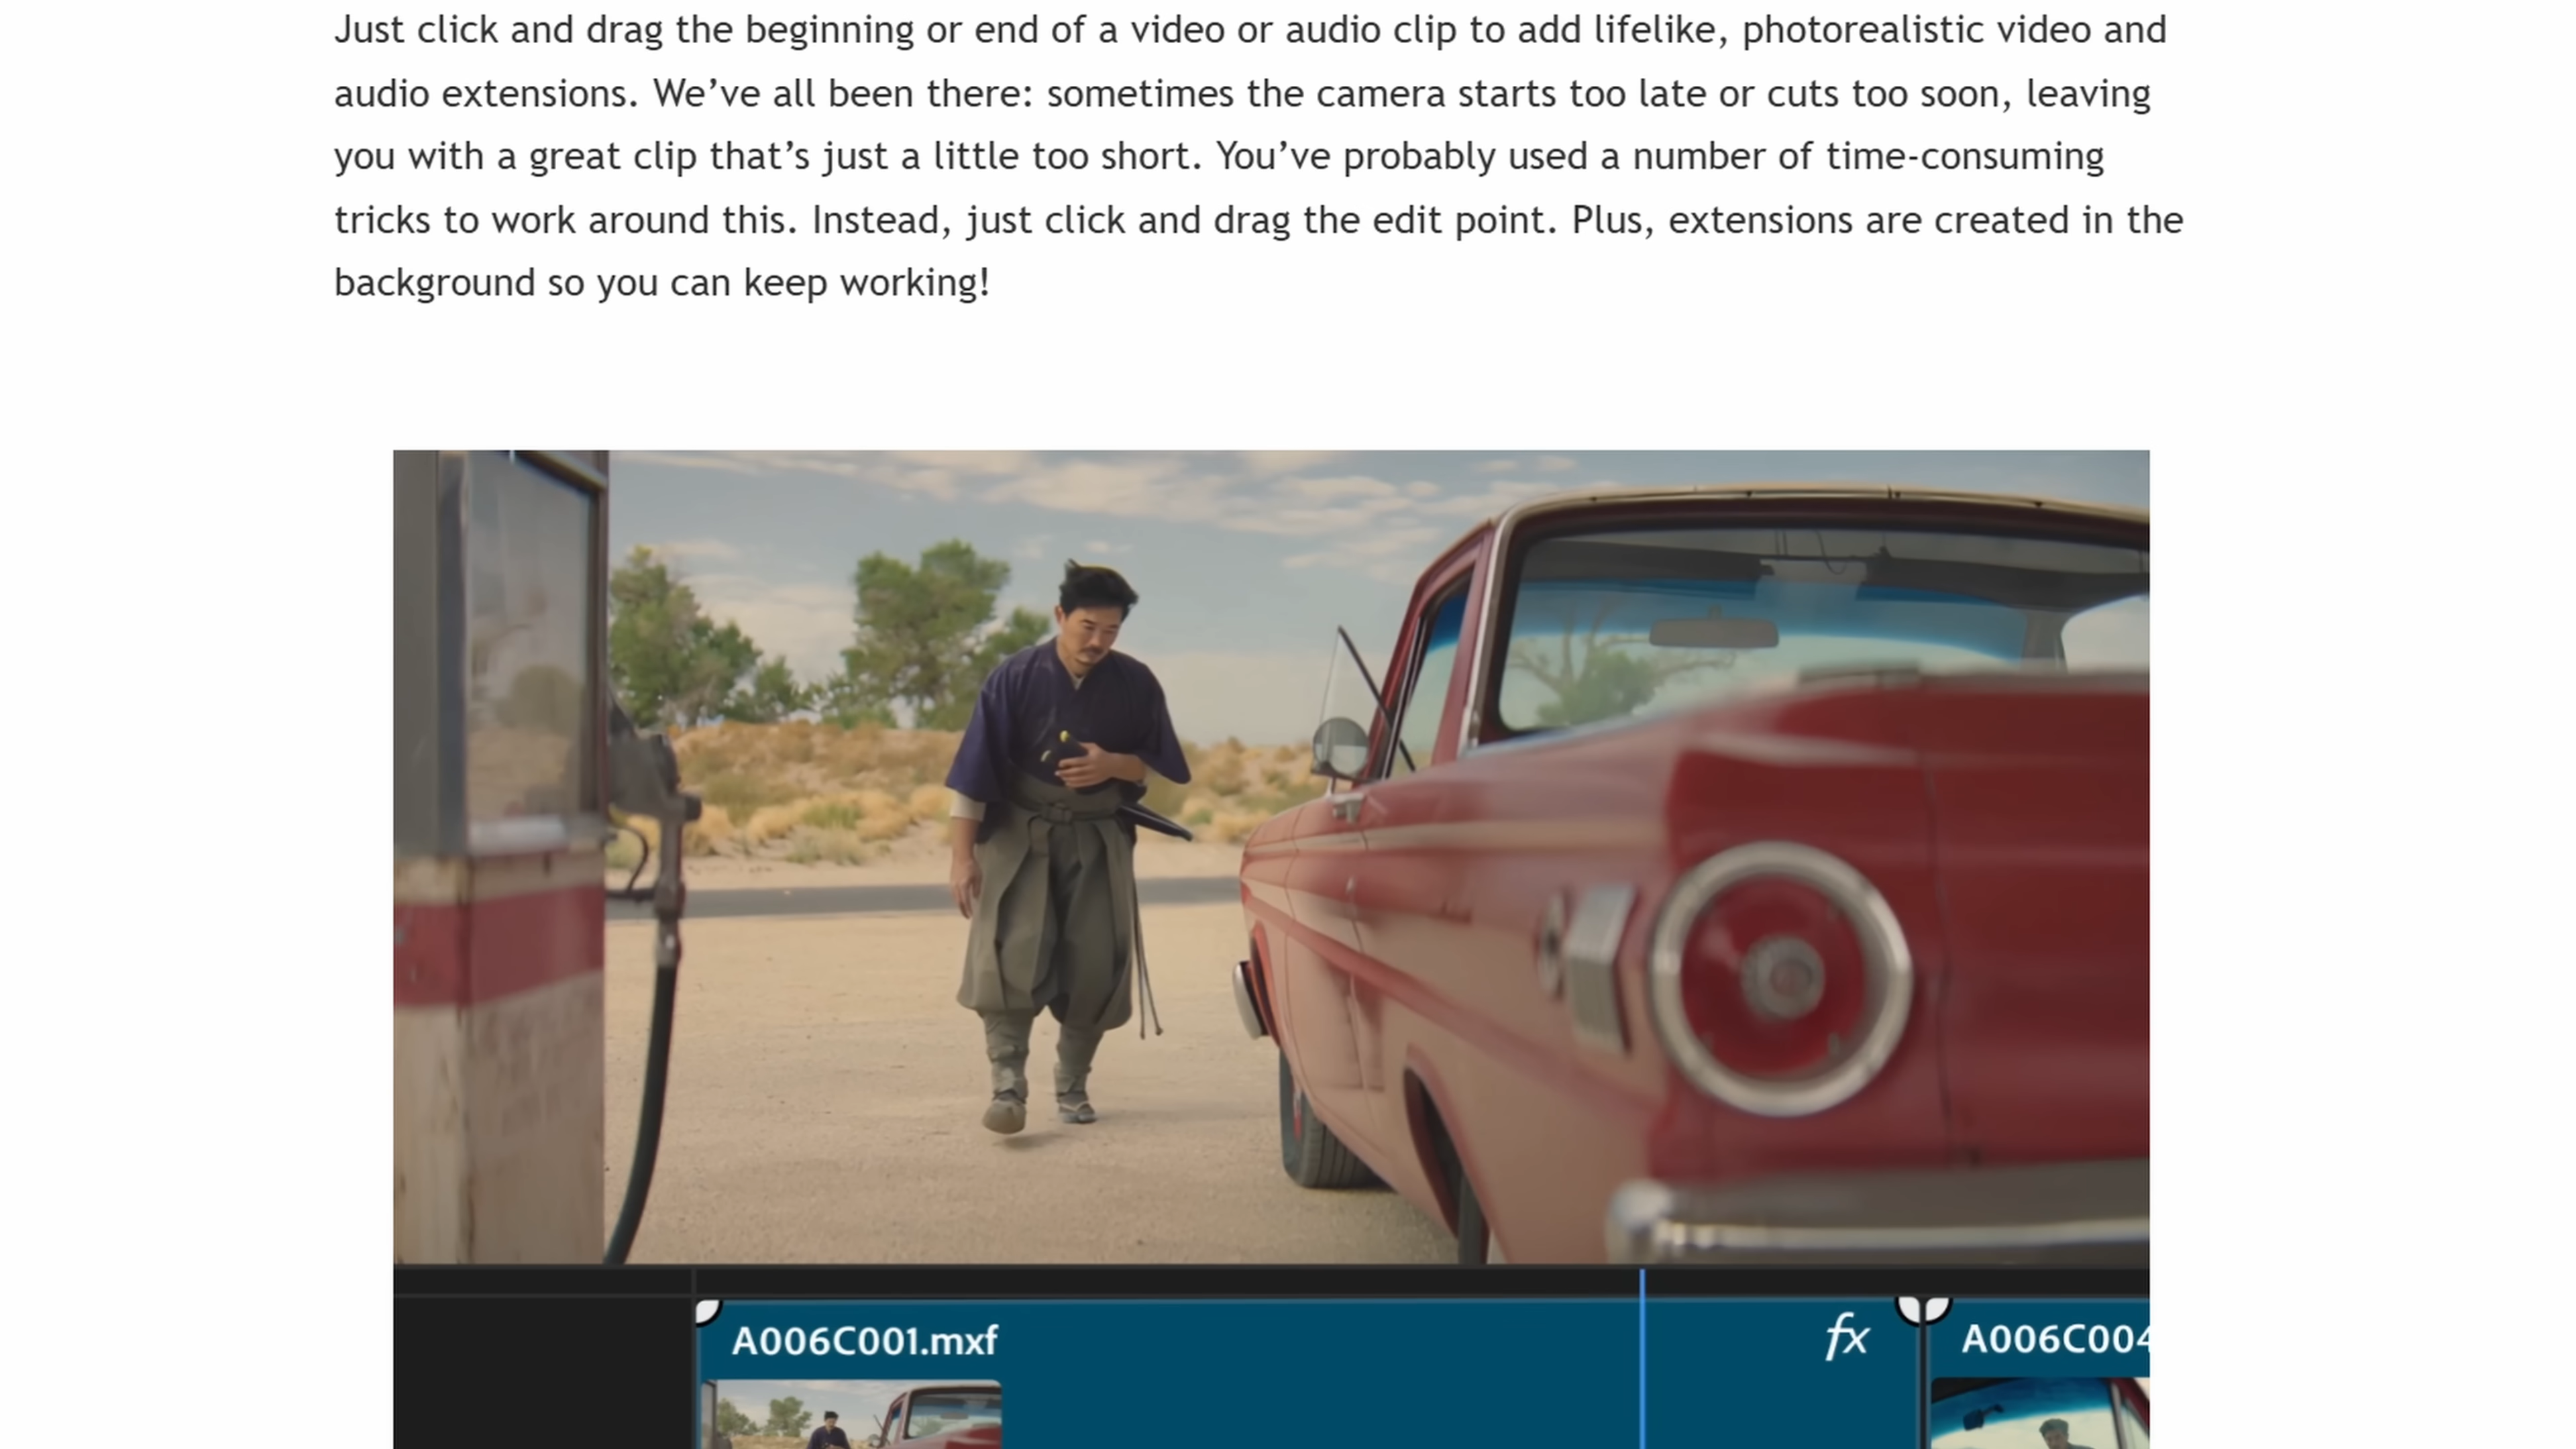 Just click and drag the beginning or end of a video or audio clip to add lifelike, photorealistic video and
audio extensions. We’ve all been there: sometimes the camera starts too late or cuts too soon, leaving
you with a great clip that’s just a little too short. You’ve probably used a number of time-consuming
tricks to work around this. Instead, just click and drag the edit point. Plus, extensions are created in the
background so you can keep working!
A006C001.mxf fx A006C004